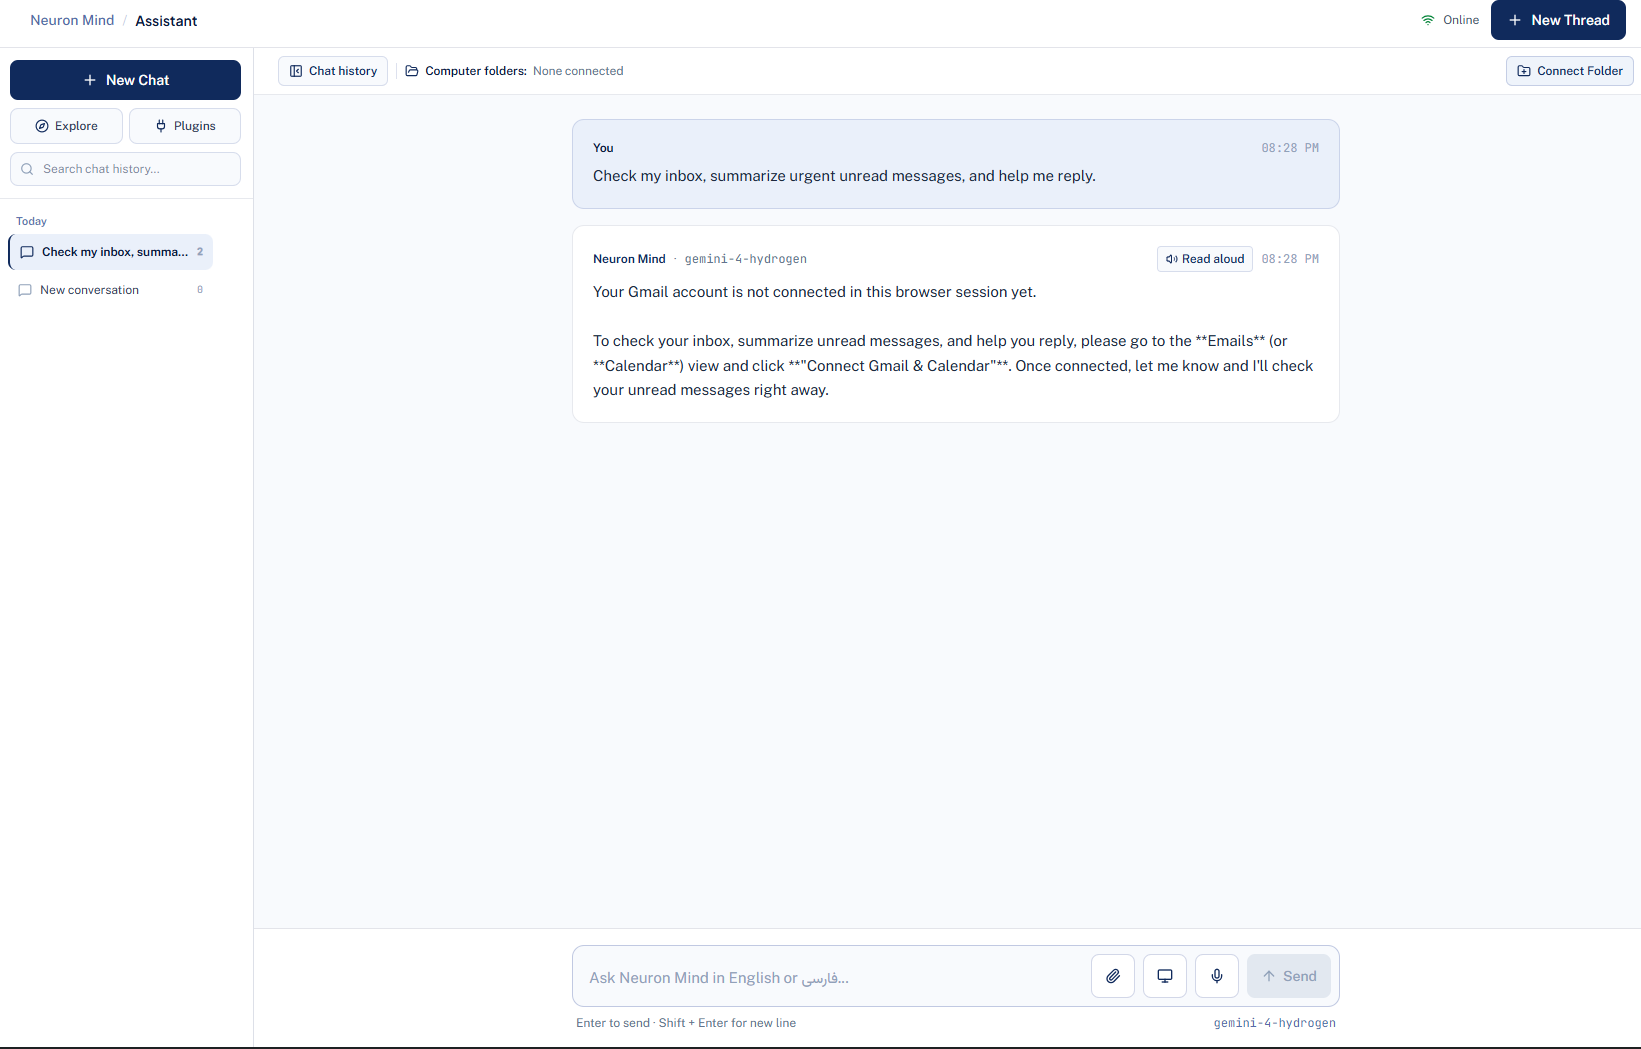 Neuron Mind / Assistant
Online
+ New Thread
+ New Chat
Explore
Plugins
Search chat history...
Today
Check my inbox, summa... 2
New conversation 0
Chat history
Computer folders: None connected
Connect Folder
You
08:28 PM
Check my inbox, summarize urgent unread messages, and help me reply.
Neuron Mind · gemini-4-hydrogen
Read aloud
08:28 PM
Your Gmail account is not connected in this browser session yet.
To check your inbox, summarize unread messages, and help you reply, please go to the **Emails** (or
**Calendar**) view and click **"Connect Gmail & Calendar"**. Once connected, let me know and I'll check
your unread messages right away.
Ask Neuron Mind in English or فارسی...
Send
Enter to send · Shift + Enter for new line
gemini-4-hydrogen